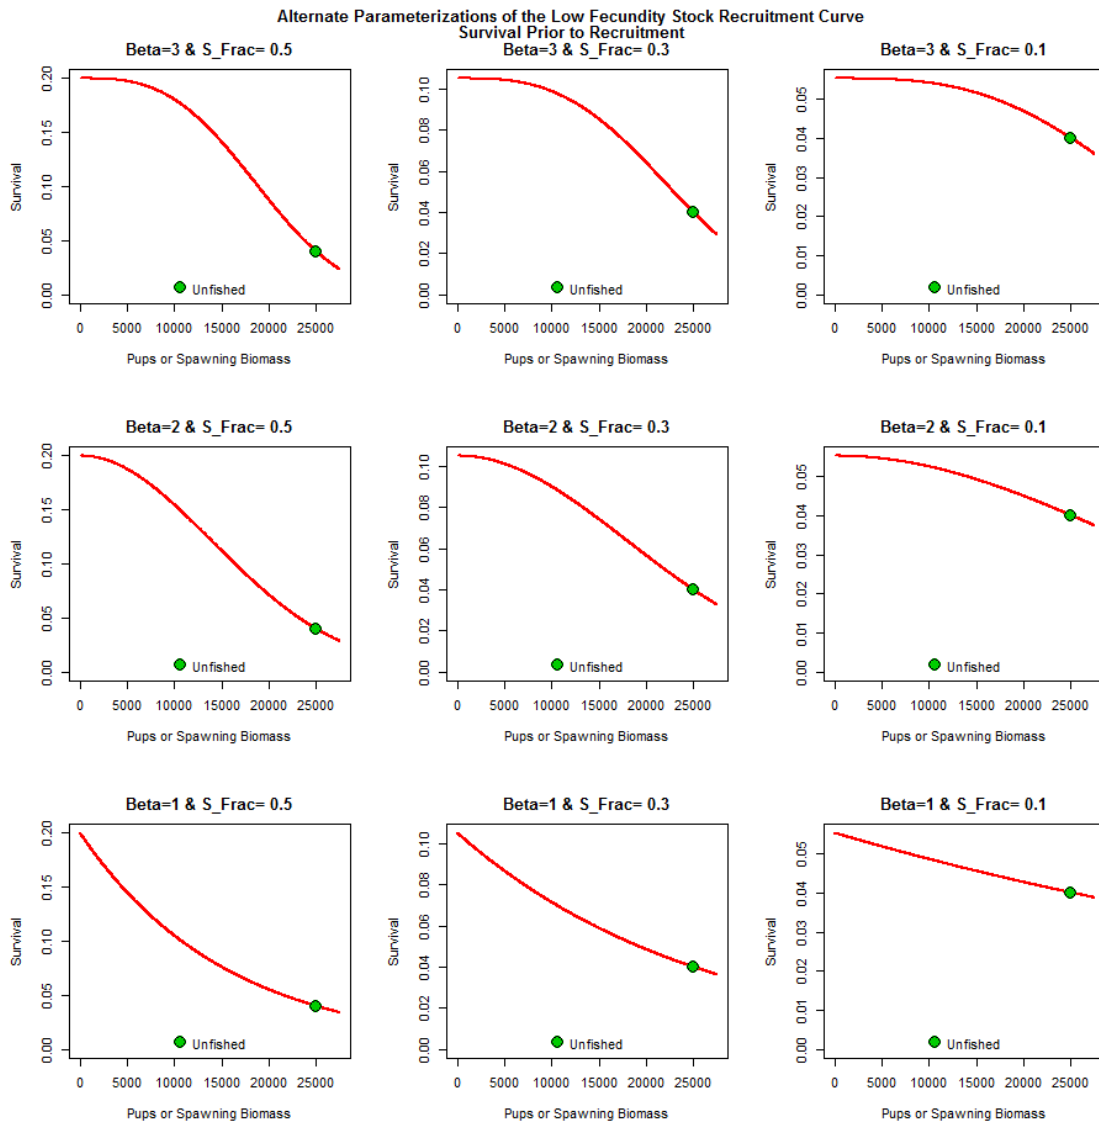 Alternate Parameterizations of the Low Fecundity Stock Recruitment Curve
Survival Prior to Recruitment
Beta=3 & S_Frac= 0.5
Survival
0.20
0.15
0.10
0.05
0.00
Unfished
0 5000 10000 15000 20000 25000
Pups or Spawning Biomass
Beta=3 & S_Frac= 0.3
Survival
0.10
0.08
0.06
0.04
0.02
0.00
Unfished
0 5000 10000 15000 20000 25000
Pups or Spawning Biomass
Beta=3 & S_Frac= 0.1
Survival
0.05
0.04
0.03
0.02
0.01
0.00
Unfished
0 5000 10000 15000 20000 25000
Pups or Spawning Biomass
Beta=2 & S_Frac= 0.5
Survival
0.20
0.15
0.10
0.05
0.00
Unfished
0 5000 10000 15000 20000 25000
Pups or Spawning Biomass
Beta=2 & S_Frac= 0.3
Survival
0.10
0.08
0.06
0.04
0.02
0.00
Unfished
0 5000 10000 15000 20000 25000
Pups or Spawning Biomass
Beta=2 & S_Frac= 0.1
Survival
0.05
0.04
0.03
0.02
0.01
0.00
Unfished
0 5000 10000 15000 20000 25000
Pups or Spawning Biomass
Beta=1 & S_Frac= 0.5
Survival
0.20
0.15
0.10
0.05
0.00
Unfished
0 5000 10000 15000 20000 25000
Pups or Spawning Biomass
Beta=1 & S_Frac= 0.3
Survival
0.10
0.08
0.06
0.04
0.02
0.00
Unfished
0 5000 10000 15000 20000 25000
Pups or Spawning Biomass
Beta=1 & S_Frac= 0.1
Survival
0.05
0.04
0.03
0.02
0.01
0.00
Unfished
0 5000 10000 15000 20000 25000
Pups or Spawning Biomass